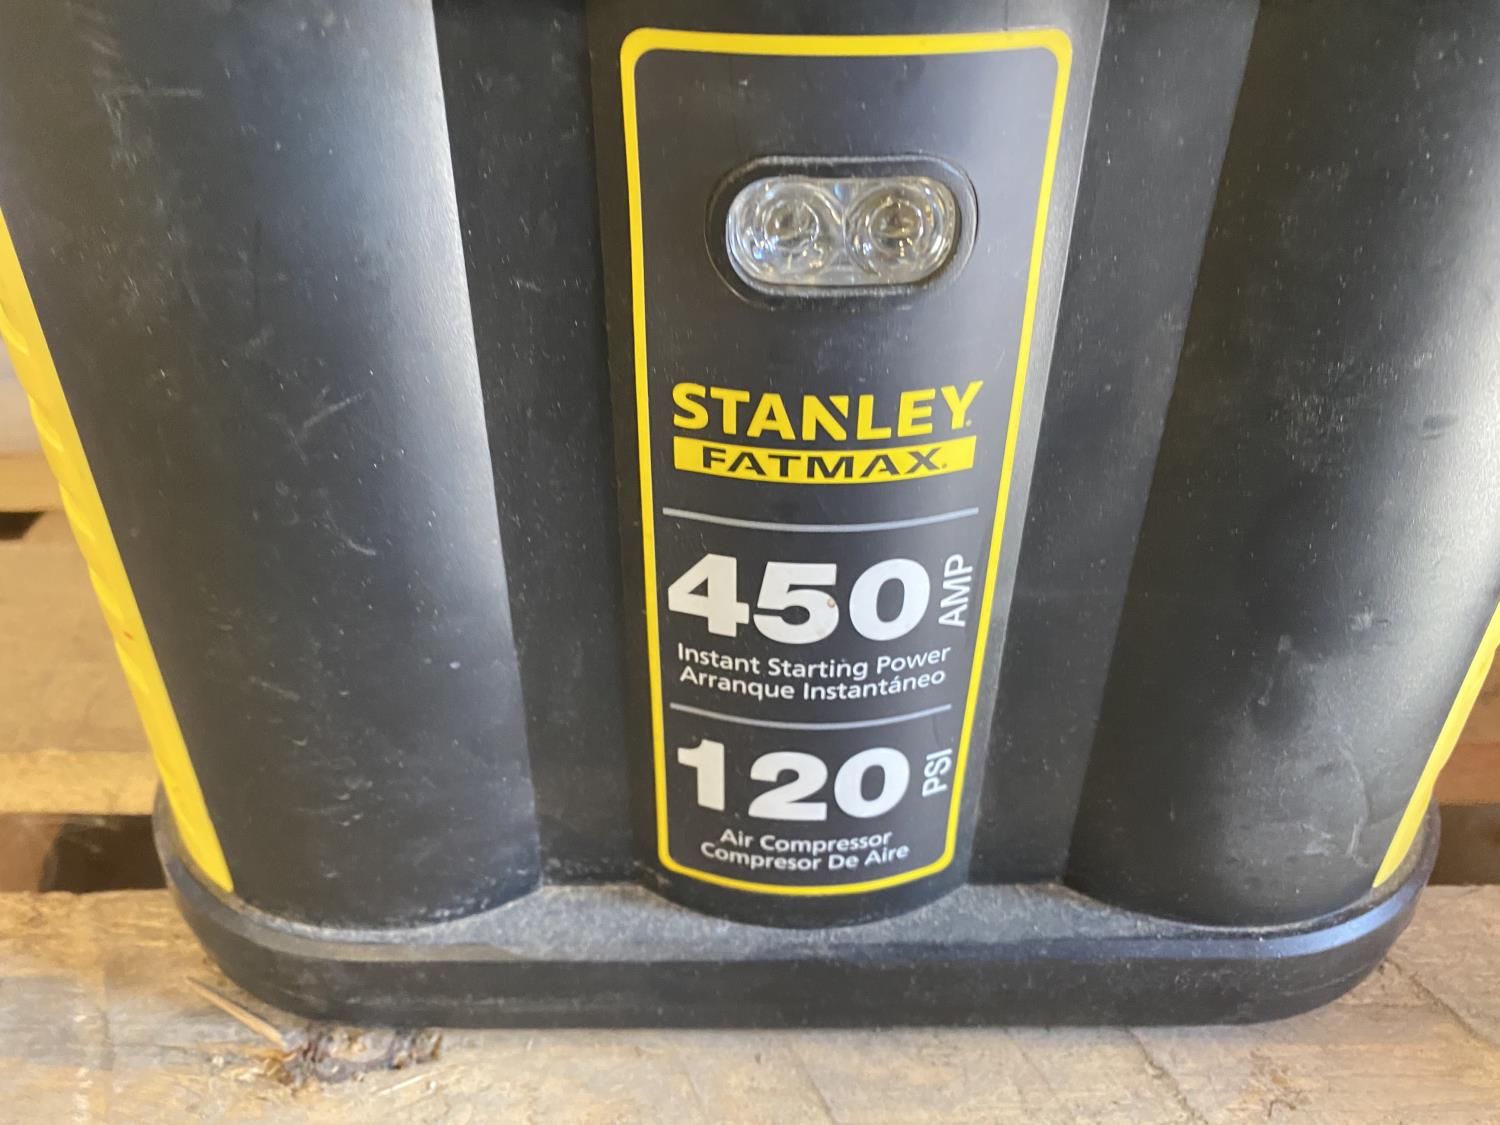 STANLEY
FATMAX
450 AMP
Instant Starting Power
Arranque Instantáneo
120 PSI
Air Compressor
Compresor De Aire